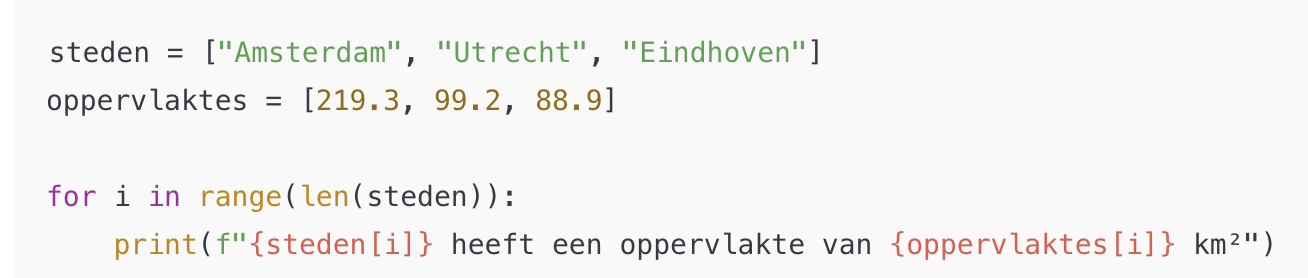 steden = ["Amsterdam", "Utrecht", "Eindhoven"]
oppervlaktes = [219.3, 99.2, 88.9]
for i in range(len(steden)):
    print(f"{steden[i]} heeft een oppervlakte van {oppervlaktes[i]} km²")